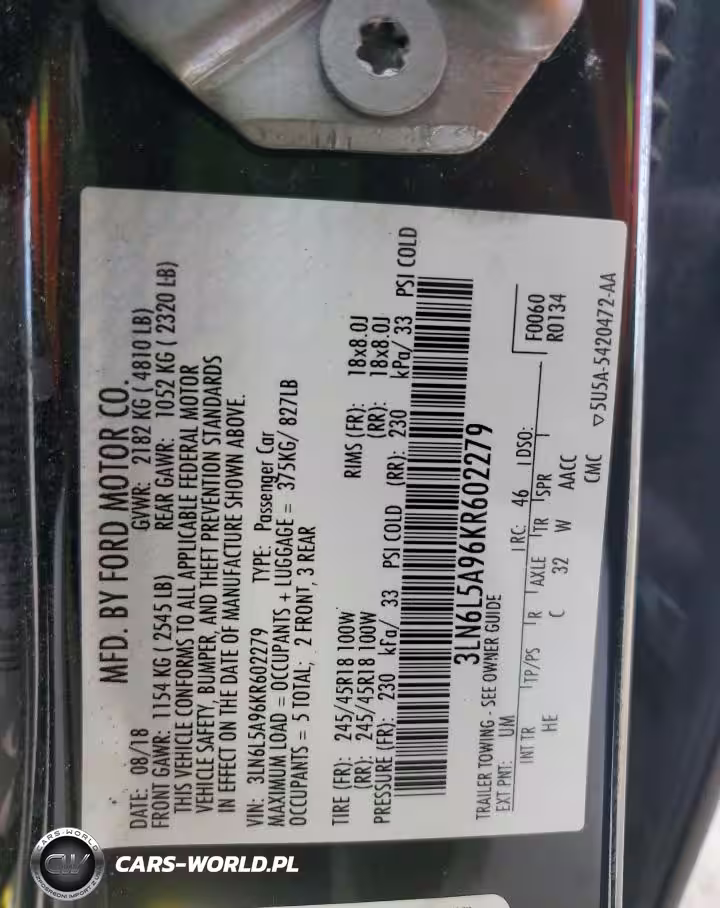 MFD. BY FORD MOTOR CO.
DATE: 08/18 GVWR: 2182 KG ( 4810 LB)
FRONT GAWR: 1154 KG ( 2545 LB) REAR GAWR: 1052 KG ( 2320 LB)
THIS VEHICLE CONFORMS TO ALL APPLICABLE FEDERAL MOTOR
VEHICLE SAFETY, BUMPER, AND THEFT PREVENTION STANDARDS
IN EFFECT ON THE DATE OF MANUFACTURE SHOWN ABOVE.
VIN: 3LN6L5A96KR602279 TYPE: Passenger Car
MAXIMUM LOAD = OCCUPANTS + LUGGAGE = 375KG/ 827LB
OCCUPANTS = 5 TOTAL; 2 FRONT, 3 REAR
TIRE (FR): 245/45R18 100W RIMS (FR): 18x8.0J
(RR): 245/45R18 100W (RR): 18x8.0J
PRESSURE (FR): 230 kPa/ 33 PSI COLD (RR): 230 kPa/ 33 PSI COLD
3LN6L5A96KR602279
TRAILER TOWING - SEE OWNER GUIDE F0060
EXT PNT: UM RC: 46 DSO: R0134
INT TR TP/PS R AXLE TR SPR
HE C 32 W AACC
CMC
▽5U5A-5420472-AA
CARS-WORLD
CW
CARS-WORLD.PL